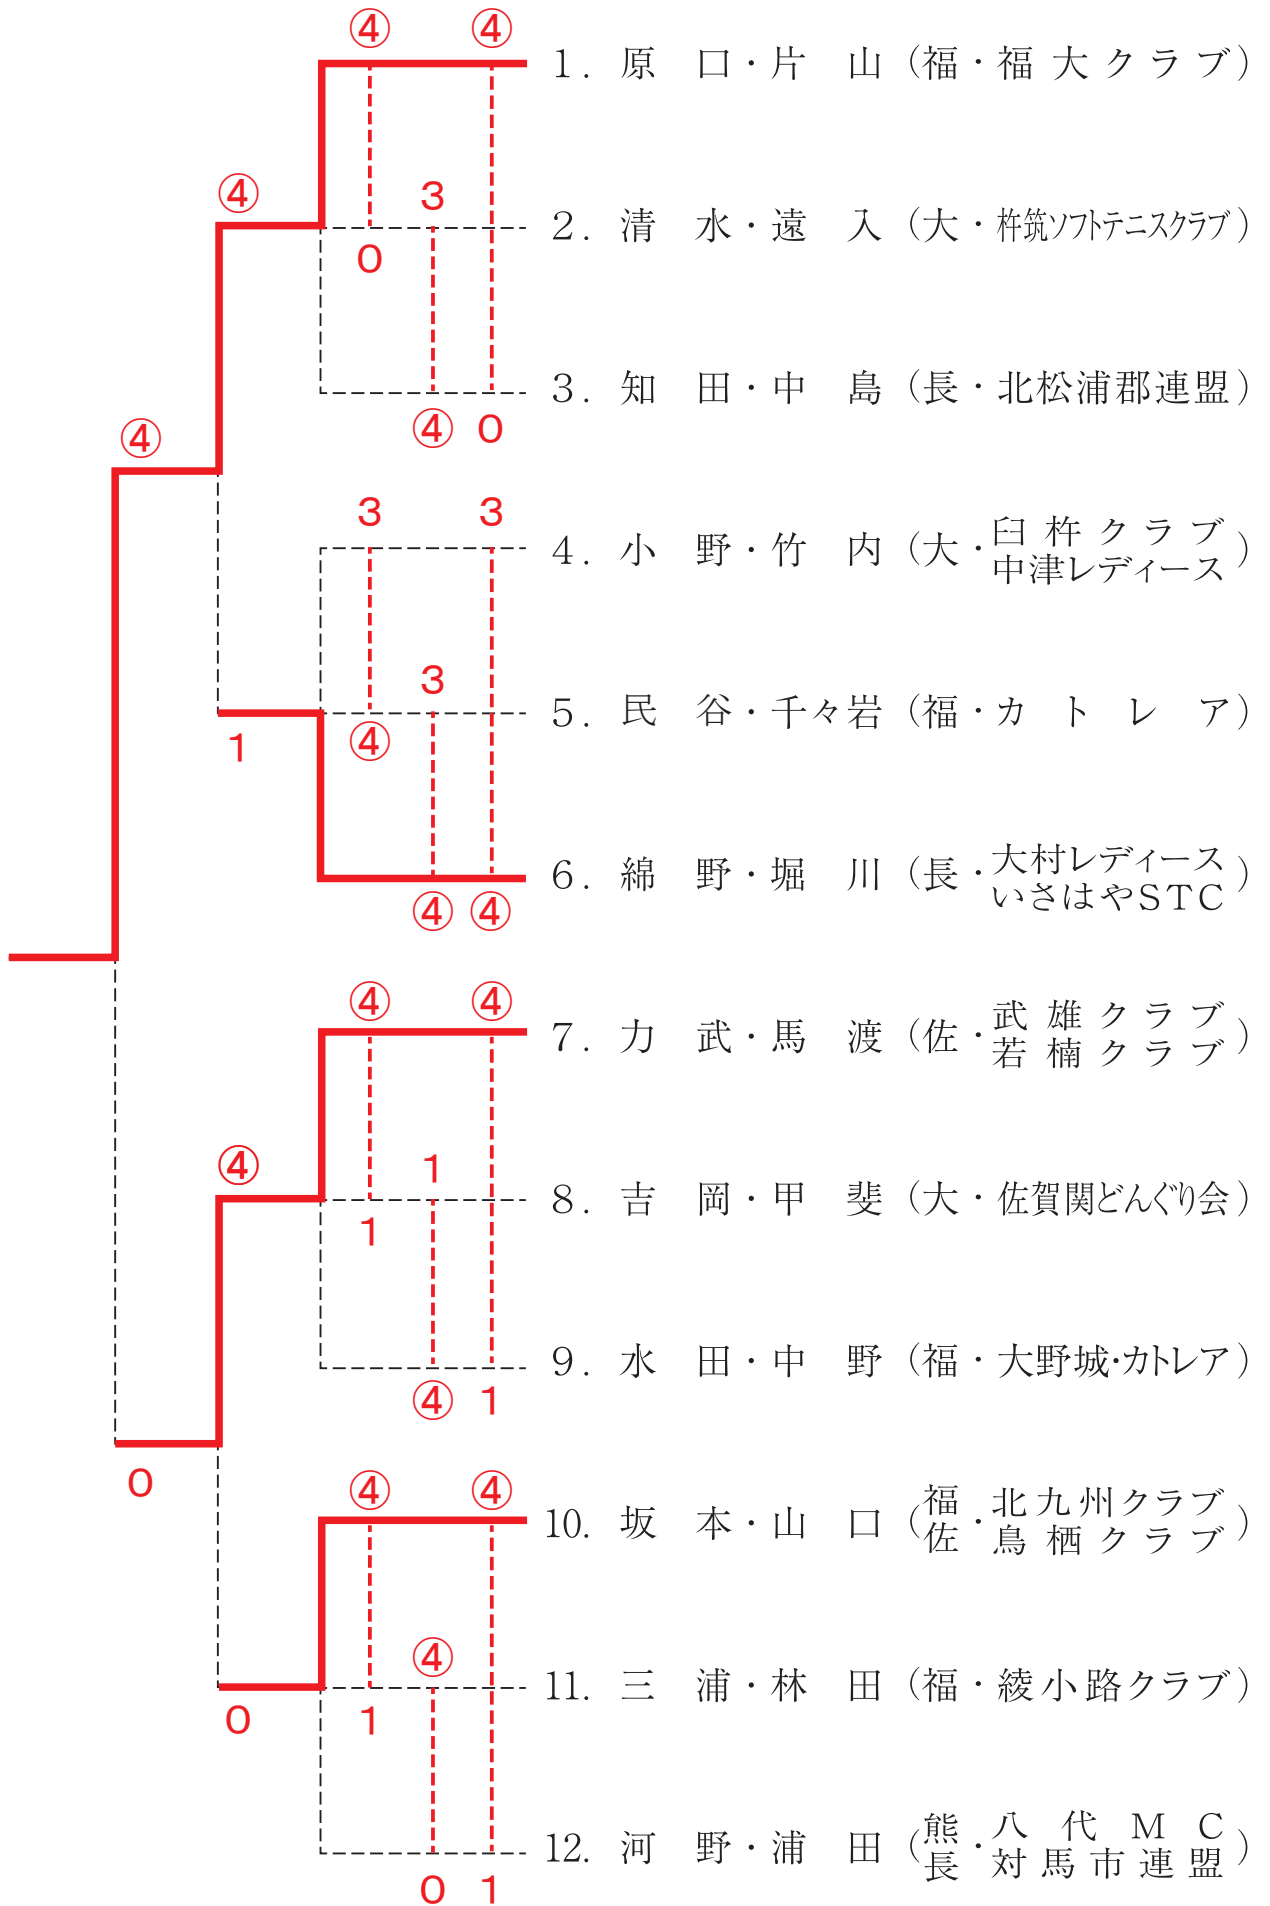 ④ ④
1. 原口・片山 (福・福大クラブ)
④
3
2. 清水・遠入 (大・杵筑ソフトテニスクラブ)
0
3. 知田・中島 (長・北松浦郡連盟)
④ 0
④
3 3
4. 小野・竹内 (大・臼杵クラブ
中津レディース)
3
5. 民谷・千々岩 (福・カトレア)
1
④
6. 綿野・堀川 (長・大村レディース
いさはやSTC)
④ ④
④ ④
7. 力武・馬渡 (佐・武雄クラブ
若楠クラブ)
④
1
8. 吉岡・甲斐 (大・佐賀関どんぐり会)
1
9. 水田・中野 (福・大野城・カトレア)
④ 1
0
④ ④
10. 坂本・山口 (福佐・北九州クラブ
鳥栖クラブ)
④
11. 三浦・林田 (福・綾小路クラブ)
0
1
12. 河野・浦田 (熊長・八代MC
対馬市連盟)
0 1